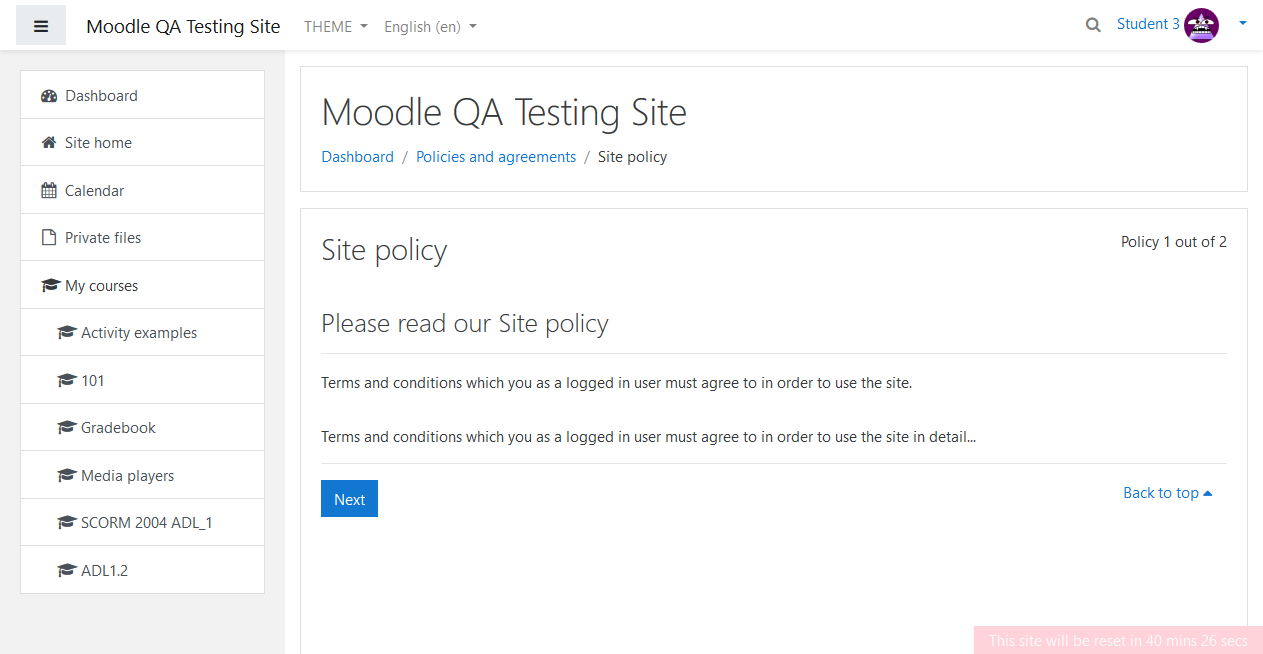 Moodle QA Testing Site THEME English (en) Student 3
Dashboard
Site home
Calendar
Private files
My courses
Activity examples
101
Gradebook
Media players
SCORM 2004 ADL_1
ADL1.2
Moodle QA Testing Site
Dashboard / Policies and agreements / Site policy
Site policy
Policy 1 out of 2
Please read our Site policy
Terms and conditions which you as a logged in user must agree to in order to use the site.
Terms and conditions which you as a logged in user must agree to in order to use the site in detail...
Next
Back to top
This site will be reset in 40 mins 26 secs